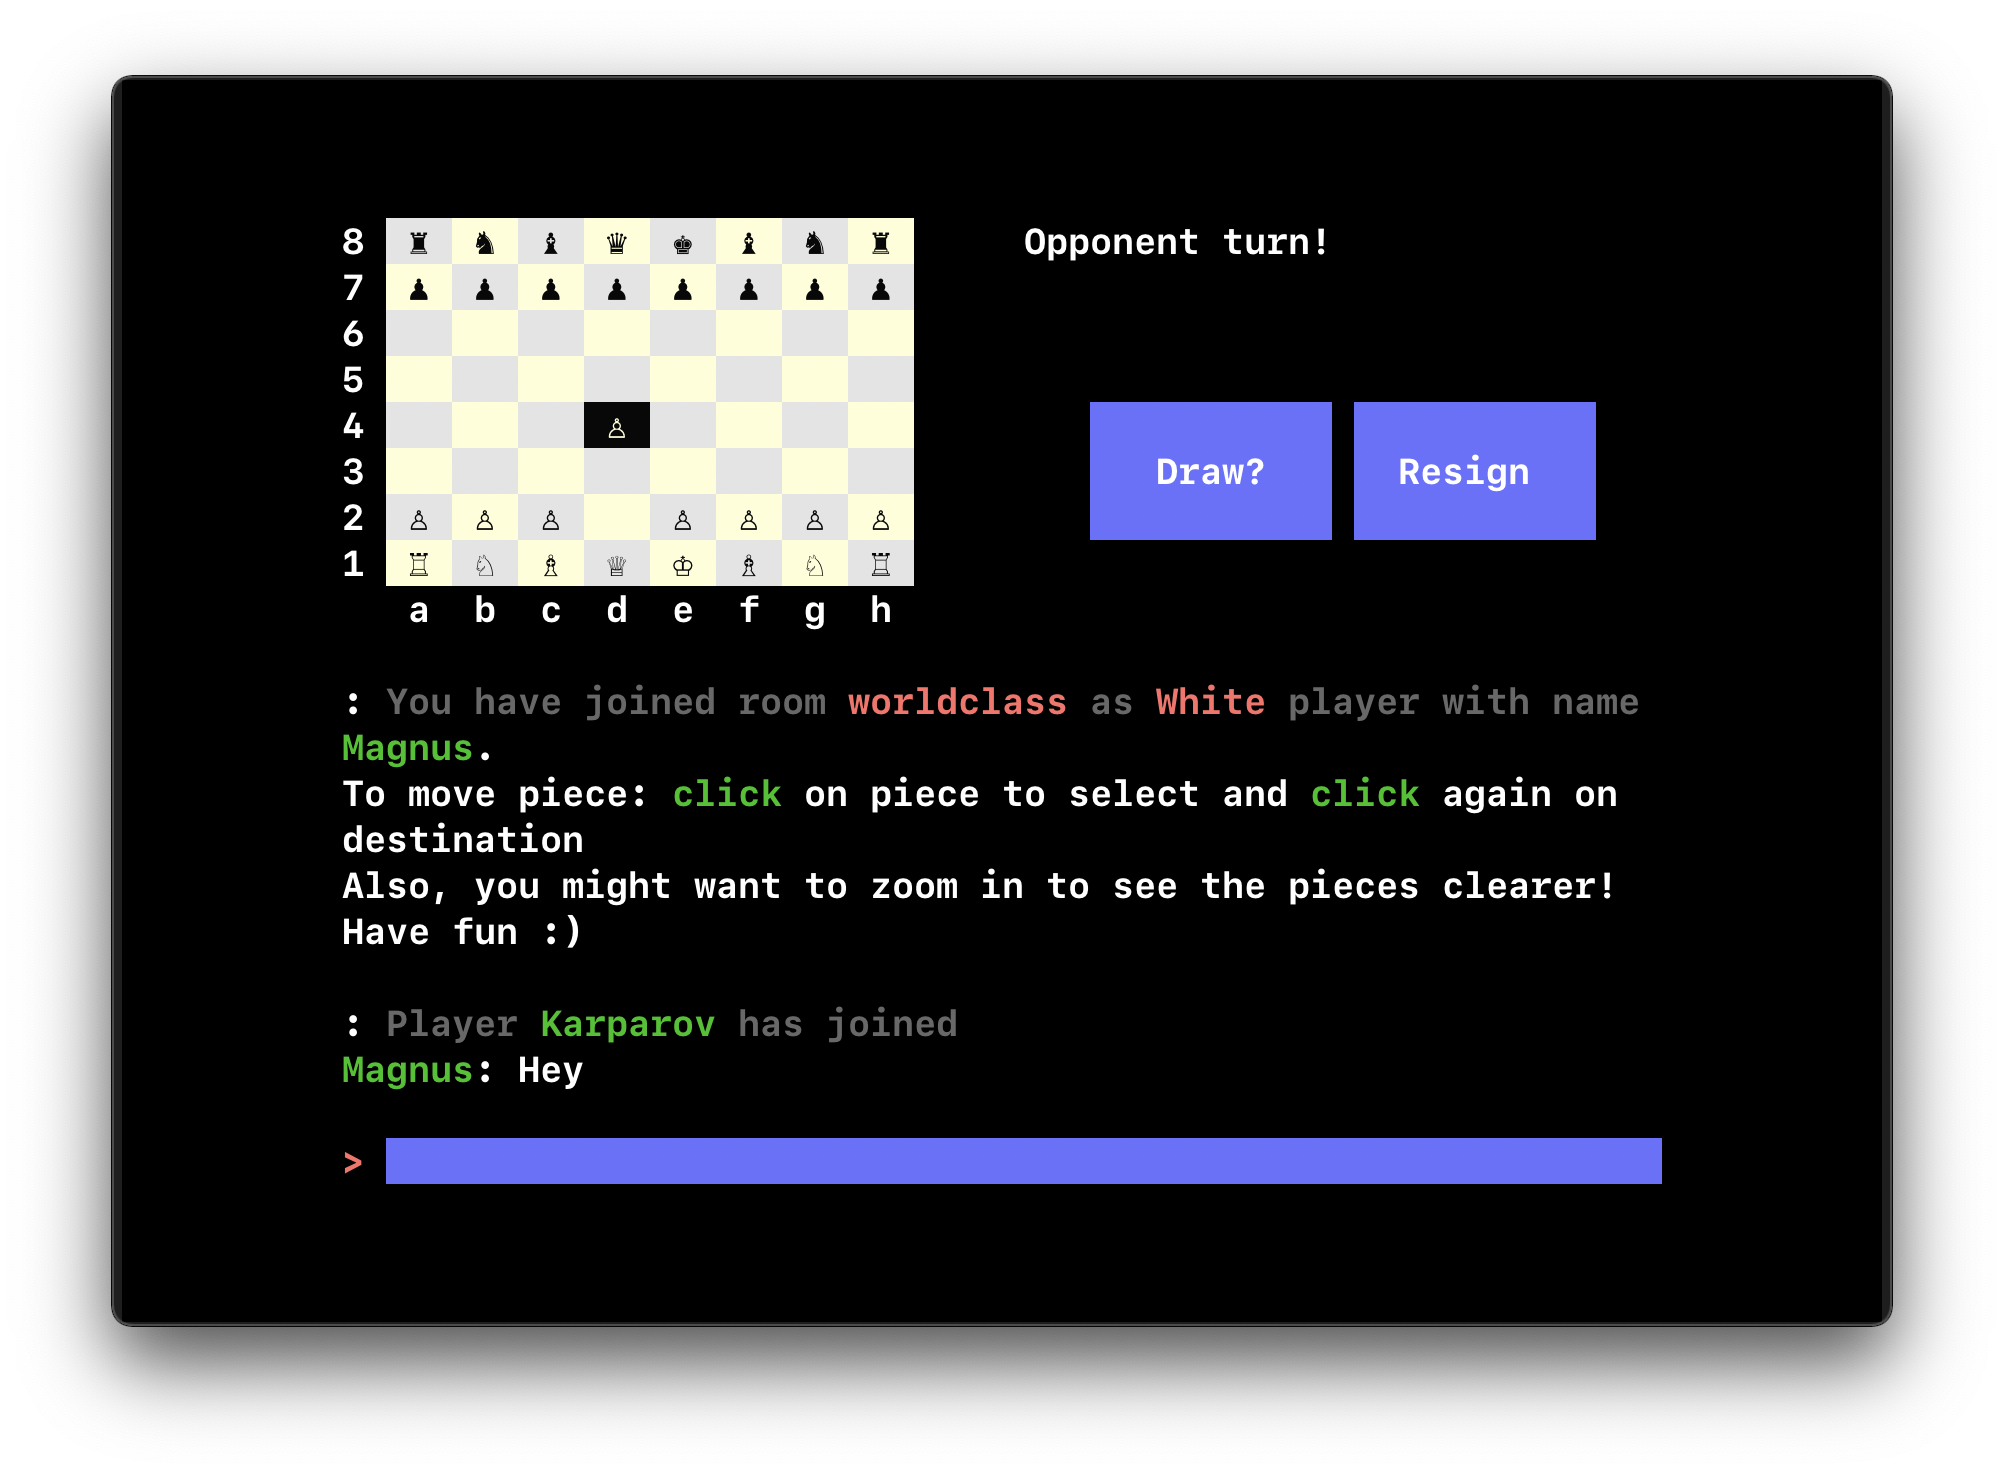 8 ♜ ♞ ♝ ♛ ♚ ♝ ♞ ♜ Opponent turn!
7 ♟ ♟ ♟ ♟ ♟ ♟ ♟ ♟
6
5
4 ♙
3
Draw? Resign
2 ♙ ♙ ♙ ♙ ♙ ♙ ♙
1 ♖ ♘ ♗ ♕ ♔ ♗ ♘ ♖
a b c d e f g h
: You have joined room worldclass as White player with name
Magnus.
To move piece: click on piece to select and click again on
destination
Also, you might want to zoom in to see the pieces clearer!
Have fun :)
: Player Karparov has joined
Magnus: Hey
>